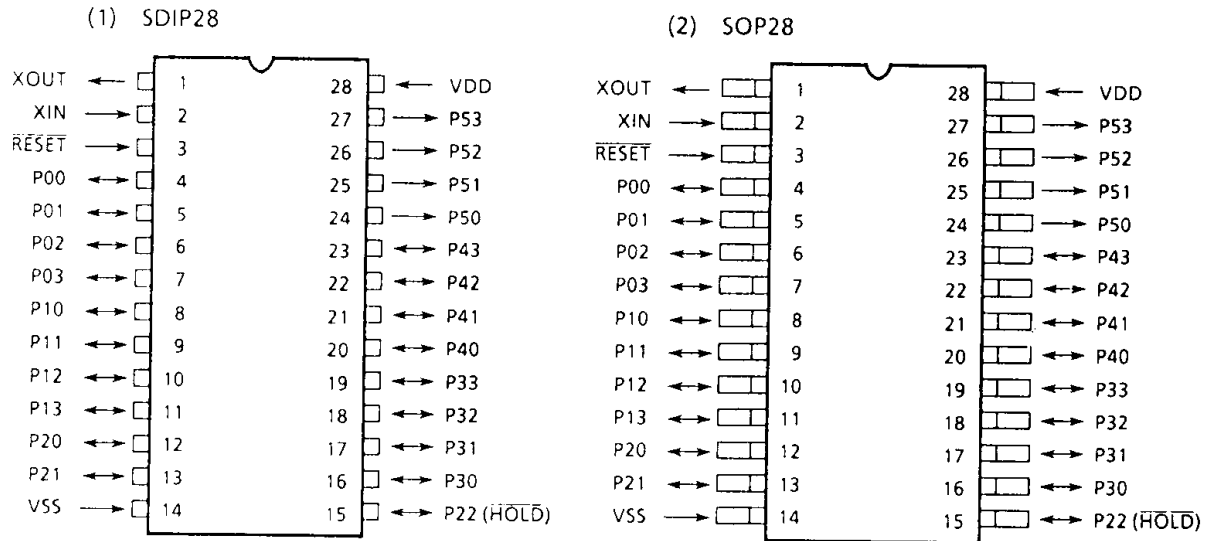 (1) SDIP28
XOUT 1 28 VDD
XIN 2 27 P53
RESET 3 26 P52
P00 4 25 P51
P01 5 24 P50
P02 6 23 P43
P03 7 22 P42
P10 8 21 P41
P11 9 20 P40
P12 10 19 P33
P13 11 18 P32
P20 12 17 P31
P21 13 16 P30
VSS 14 15 P22 (HOLD)
(2) SOP28
XOUT 1 28 VDD
XIN 2 27 P53
RESET 3 26 P52
P00 4 25 P51
P01 5 24 P50
P02 6 23 P43
P03 7 22 P42
P10 8 21 P41
P11 9 20 P40
P12 10 19 P33
P13 11 18 P32
P20 12 17 P31
P21 13 16 P30
VSS 14 15 P22 (HOLD)